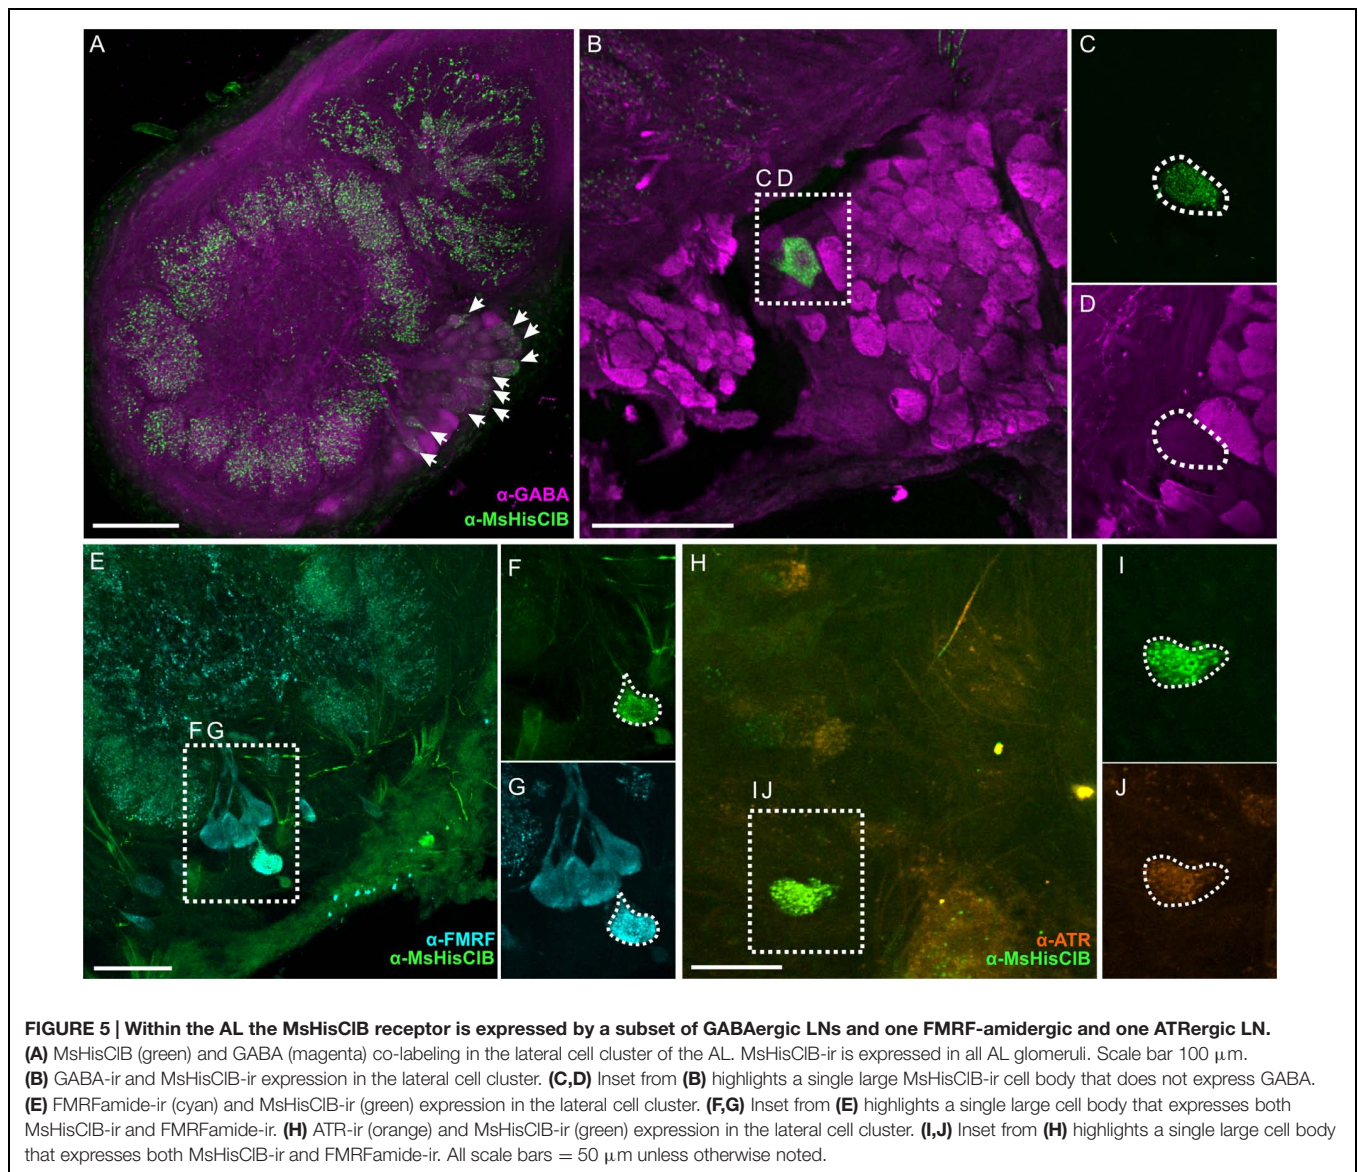 A
B
C
C D
D
α-GABA
α-MsHisClB
E
F
H
I
F G
G
I J
J
α-FMRF
α-MsHisClB
α-ATR
α-MsHisClB
FIGURE 5 | Within the AL the MsHisClB receptor is expressed by a subset of GABAergic LNs and one FMRF-amidergic and one ATRergic LN.
(A) MsHisClB (green) and GABA (magenta) co-labeling in the lateral cell cluster of the AL. MsHisClB-ir is expressed in all AL glomeruli. Scale bar 100 μm.
(B) GABA-ir and MsHisClB-ir expression in the lateral cell cluster. (C,D) Inset from (B) highlights a single large MsHisClB-ir cell body that does not express GABA.
(E) FMRFamide-ir (cyan) and MsHisClB-ir (green) expression in the lateral cell cluster. (F,G) Inset from (E) highlights a single large cell body that expresses both
MsHisClB-ir and FMRFamide-ir. (H) ATR-ir (orange) and MsHisClB-ir (green) expression in the lateral cell cluster. (I,J) Inset from (H) highlights a single large cell body
that expresses both MsHisClB-ir and FMRFamide-ir. All scale bars = 50 μm unless otherwise noted.